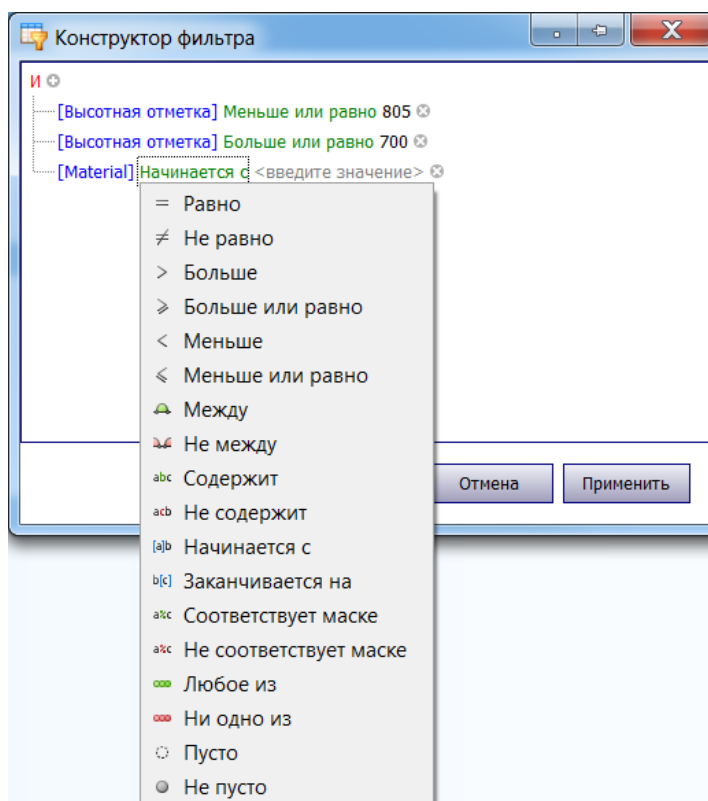 Конструктор фильтра
И
[Высотная отметка] Меньше или равно 805
[Высотная отметка] Больше или равно 700
[Material] Начинается с <введите значение>
= Равно
≠ Не равно
> Больше
⩾ Больше или равно
< Меньше
⩽ Меньше или равно
Между
Не между
abc Содержит
acb Не содержит
[a]b Начинается с
b[c] Заканчивается на
a%c Соответствует маске
a%c Не соответствует маске
Любое из
Ни одно из
Пусто
Не пусто
Отмена
Применить